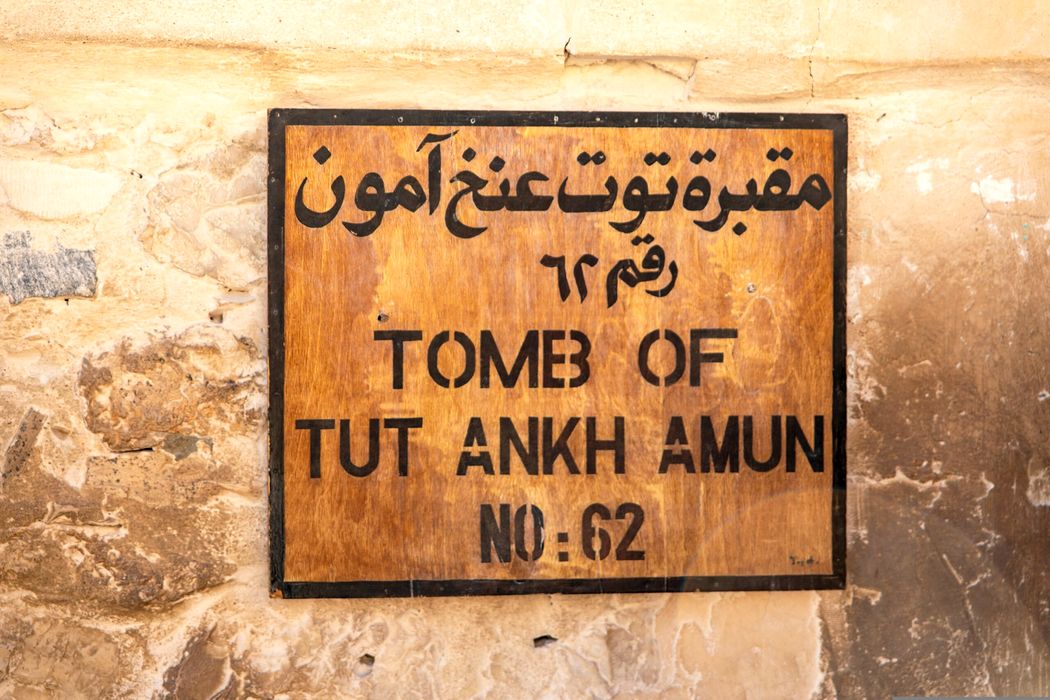 مقبرة توت عنخ آمون
رقم ٦٢
TOMB OF
TUT ANKH AMUN
NO: 62